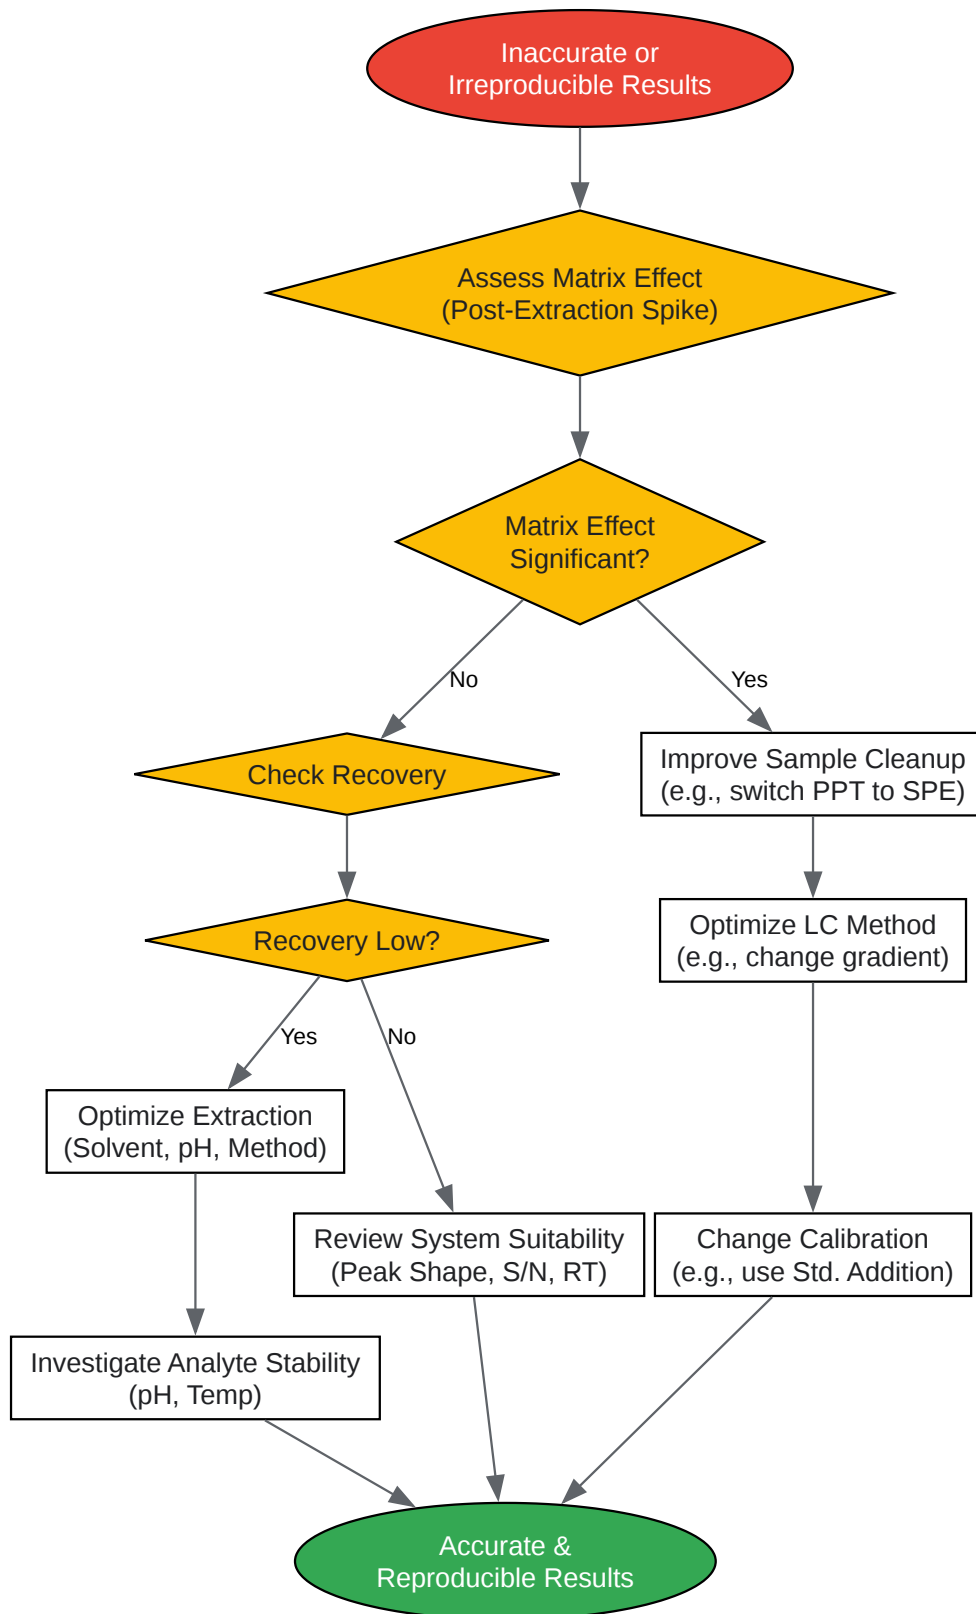 Inaccurate or
Irreproducible Results
Assess Matrix Effect
(Post-Extraction Spike)
Matrix Effect
Significant?
No
Yes
Check Recovery
Improve Sample Cleanup
(e.g., switch PPT to SPE)
Recovery Low?
Optimize LC Method
(e.g., change gradient)
Yes
No
Optimize Extraction
(Solvent, pH, Method)
Review System Suitability
(Peak Shape, S/N, RT)
Change Calibration
(e.g., use Std. Addition)
Investigate Analyte Stability
(pH, Temp)
Accurate &
Reproducible Results